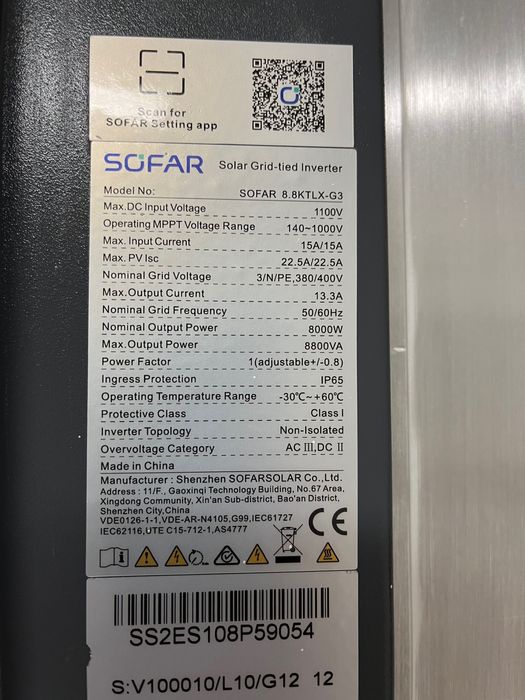 Scan for
SOFAR Setting app
SOFAR Solar Grid-tied Inverter
Model No: SOFAR 8.8KTLX-G3
Max.DC Input Voltage 1100V
Operating MPPT Voltage Range 140~1000V
Max. Input Current 15A/15A
Max. PV Isc 22.5A/22.5A
Nominal Grid Voltage 3/N/PE,380/400V
Max.Output Current 13.3A
Nominal Grid Frequency 50/60Hz
Nominal Output Power 8000W
Max.Output Power 8800VA
Power Factor 1(adjustable+/-0.8)
Ingress Protection IP65
Operating Temperature Range -30℃~+60℃
Protective Class Class I
Inverter Topology Non-Isolated
Overvoltage Category AC III,DC II
Made in China
Manufacturer : Shenzhen SOFARSOLAR Co.,Ltd.
Address : 11/F., Gaoxinqi Technology Building, No.67 Area,
Xingdong Community, Xin'an Sub-district, Bao'an District,
Shenzhen City,China
VDE0126-1-1,VDE-AR-N4105,G99,IEC61727
IEC62116,UTE C15-712-1,AS4777
CE
SS2ES108P59054
S:V100010/L10/G12 12